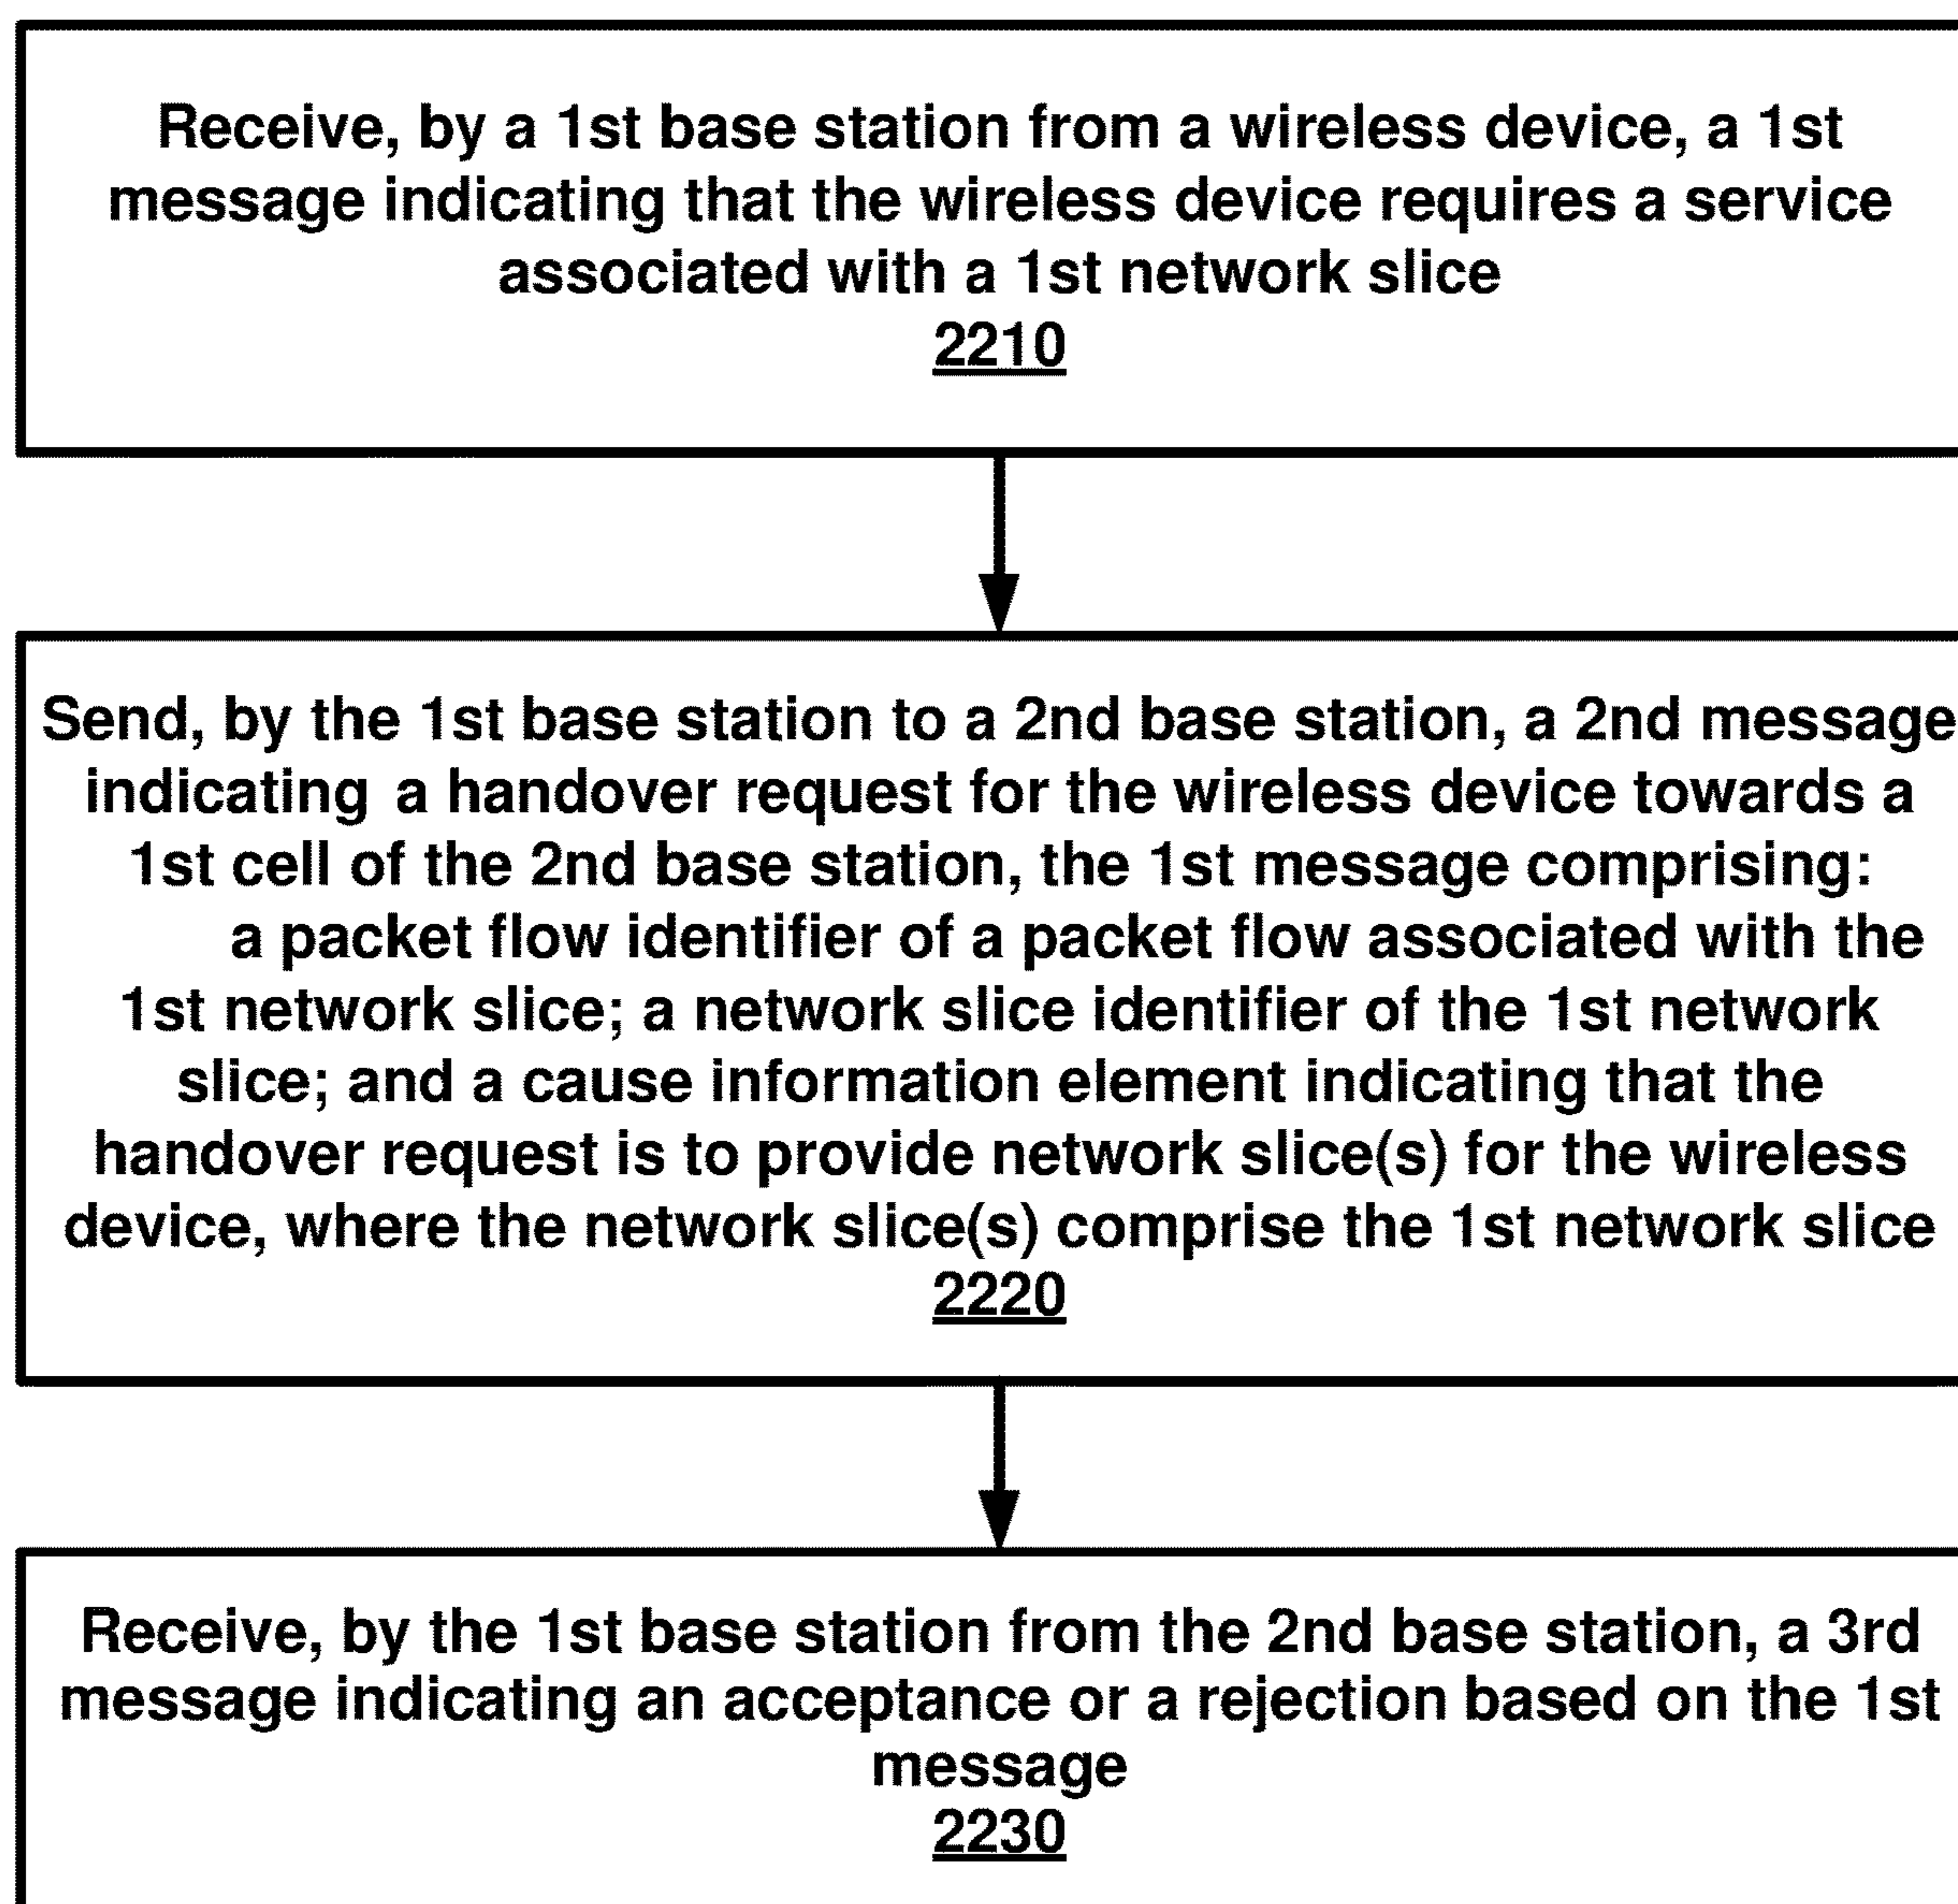 Receive, by a 1st base station from a wireless device, a 1st
message indicating that the wireless device requires a service
associated with a 1st network slice
2210
Send, by the 1st base station to a 2nd base station, a 2nd message
indicating a handover request for the wireless device towards a
1st cell of the 2nd base station, the 1st message comprising:
a packet flow identifier of a packet flow associated with the
1st network slice; a network slice identifier of the 1st network
slice; and a cause information element indicating that the
handover request is to provide network slice(s) for the wireless
device, where the network slice(s) comprise the 1st network slice
2220
Receive, by the 1st base station from the 2nd base station, a 3rd
message indicating an acceptance or a rejection based on the 1st
message
2230